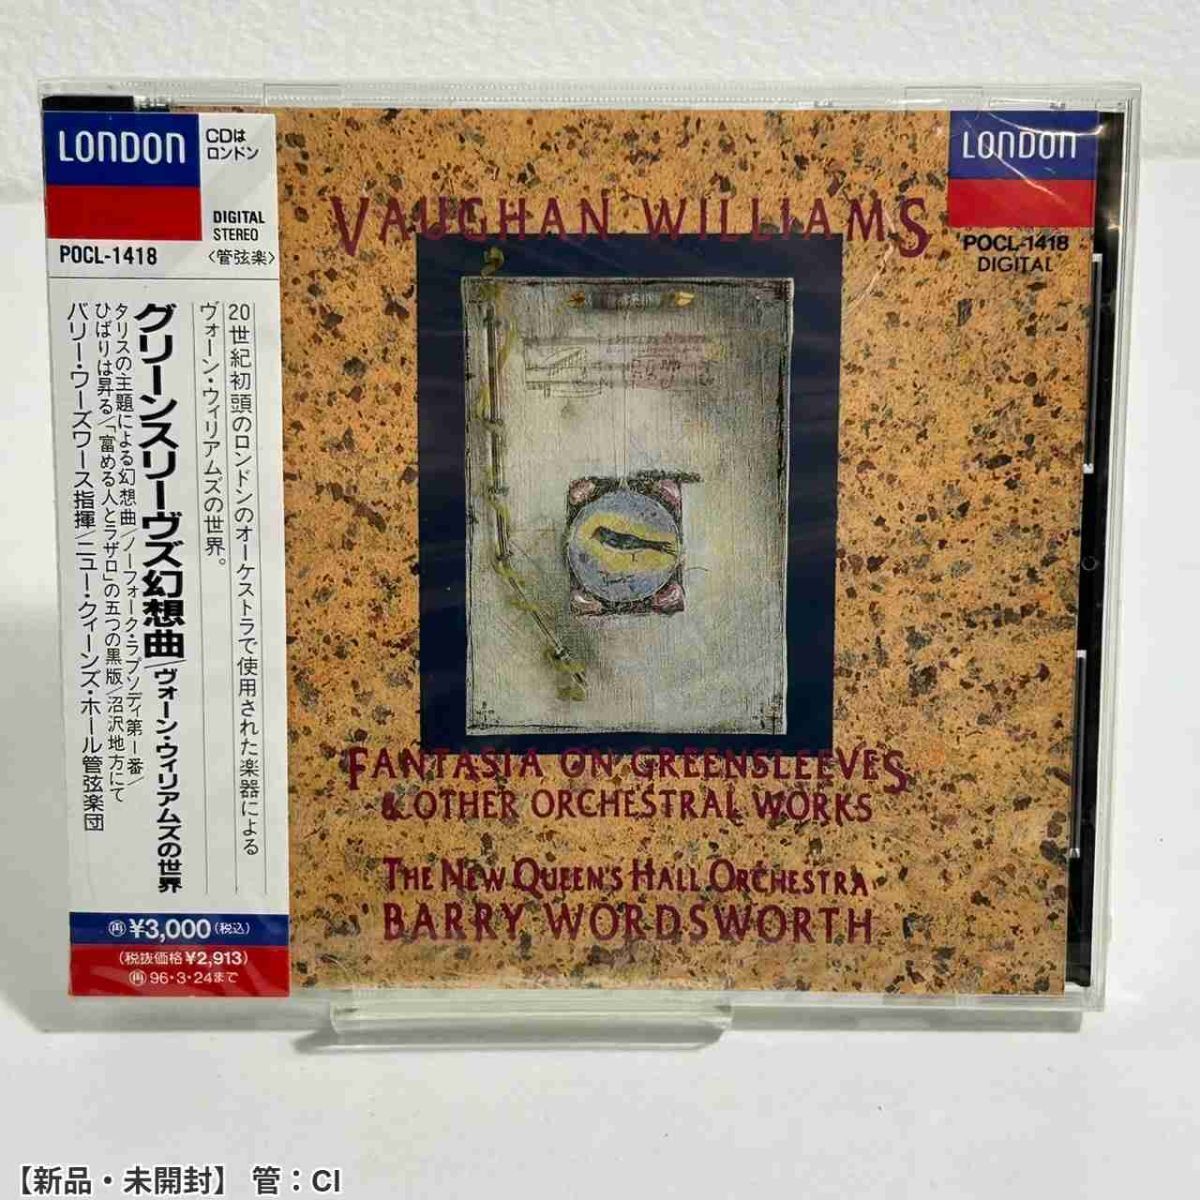 LONDON
CDは
ロンドン
DIGITAL
STEREO
POCL-1418
〈管弦楽〉
20世紀初頭のロンドンのオーケストラで使用された楽器による
ヴォーン・ウィリアムズの世界。
グリーンスリーヴズ幻想曲/ヴォーン・ウィリアムズの世界
タリスの主題による幻想曲/ノーフォーク・ラプソディ第一番/
ひばりは昇る/「富める人とラザロ」の五つの異版/沼沢地方にて
バリー・ワーズワース指揮/ニュー・クィーンズ・ホール管弦楽団
再 ¥3,000(税込)
(税抜価格¥2,913)
再 96・3・24まで
LONDON
POCL-1418
DIGITAL
VAUGHAN WILLIAMS
FANTASIA ON GREENSLEEVES
& OTHER ORCHESTRAL WORKS
THE NEW QUEEN'S HALL ORCHESTRA
BARRY WORDSWORTH
【新品・未開封】 管:CI